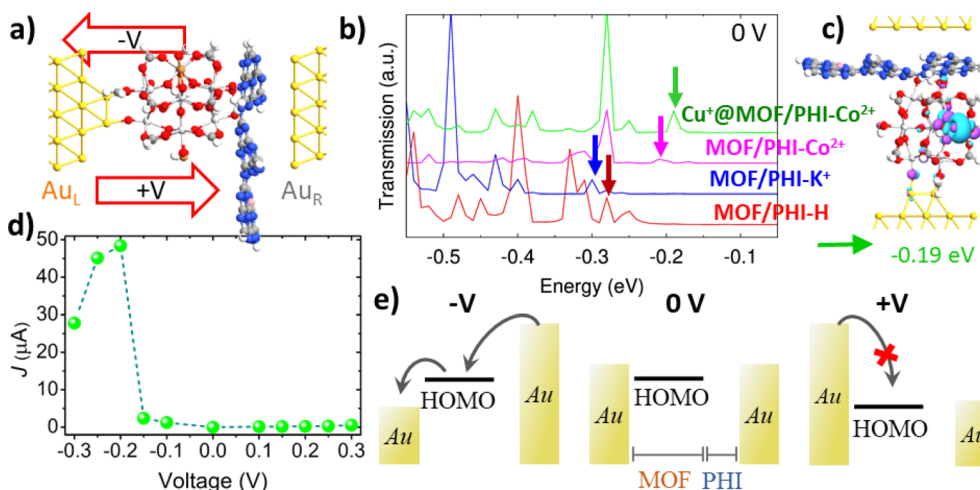 a)
-V
+V
Au_L
Au_R
b)
0 V
Transmission (a.u.)
Cu⁺@MOF/PHI-Co²⁺
MOF/PHI-Co²⁺
MOF/PHI-K⁺
MOF/PHI-H
-0.5 -0.4 -0.3 -0.2 -0.1
Energy (eV)
c)
-0.19 eV
d)
J (µA)
50
40
30
20
10
0
-0.3 -0.2 -0.1 0.0 0.1 0.2 0.3
Voltage (V)
e)
-V 0 V +V
HOMO HOMO HOMO
Au Au Au Au Au Au
MOF PHI